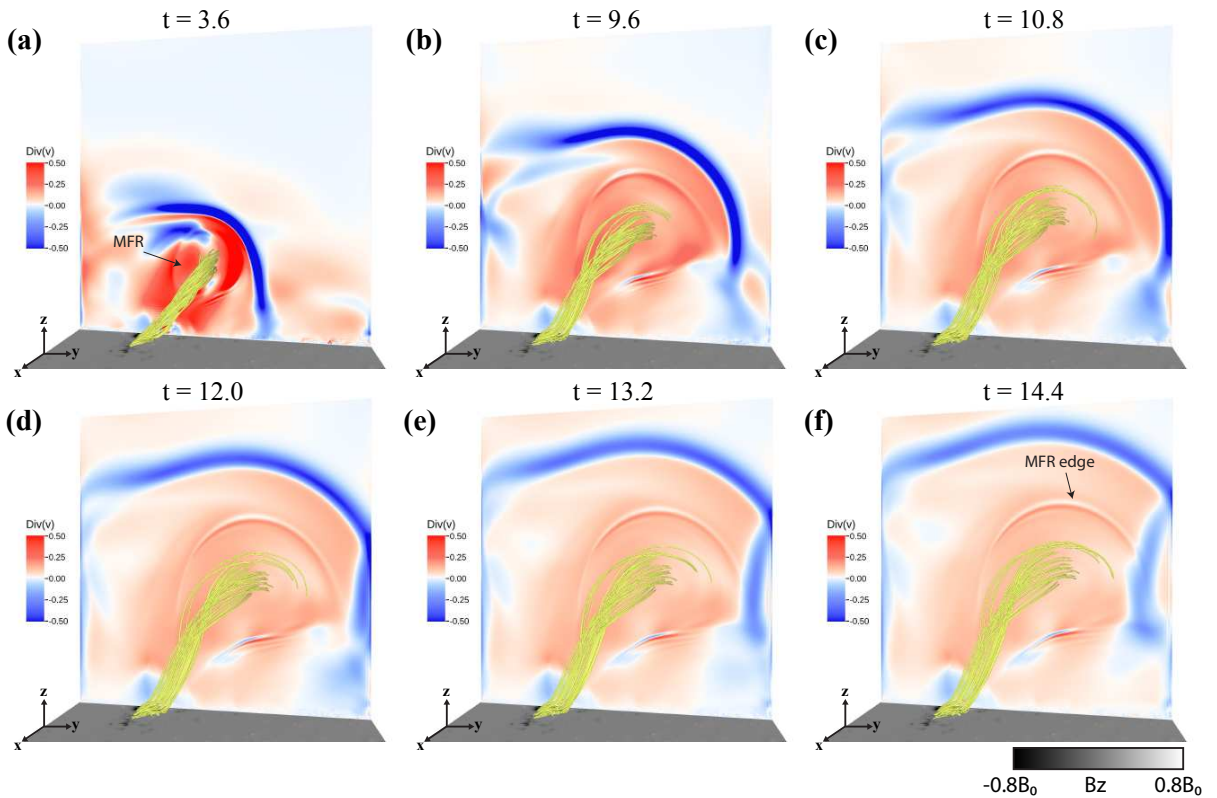 t = 3.6
t = 9.6
t = 10.8
(a)
(b)
(c)
Div(v)
0.50
0.25
0.00
-0.25
-0.50
MFR
z
y
x
Div(v)
0.50
0.25
0.00
-0.25
-0.50
z
y
x
Div(v)
0.50
0.25
0.00
-0.25
-0.50
z
y
x
t = 12.0
t = 13.2
t = 14.4
(d)
(e)
(f)
Div(v)
0.50
0.25
0.00
-0.25
-0.50
z
y
x
Div(v)
0.50
0.25
0.00
-0.25
-0.50
z
y
x
MFR edge
Div(v)
0.50
0.25
0.00
-0.25
-0.50
z
y
x
-0.8B₀ Bz 0.8B₀